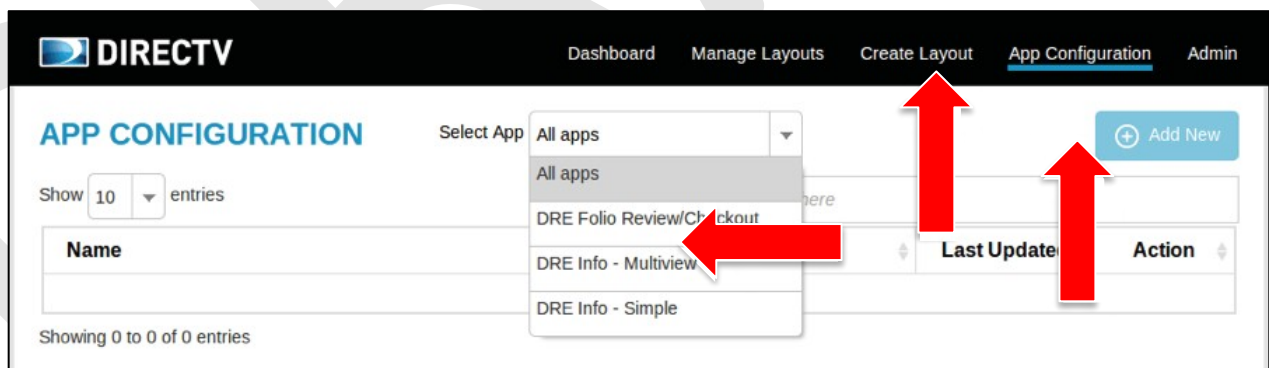 DIRECTV
Dashboard Manage Layouts Create Layout App Configuration Admin
APP CONFIGURATION Select App All apps Add New
All apps
Show 10 entries here
DRE Folio Review/Checkout
Name Last Updated Action
DRE Info - Multiview
DRE Info - Simple
Showing 0 to 0 of 0 entries